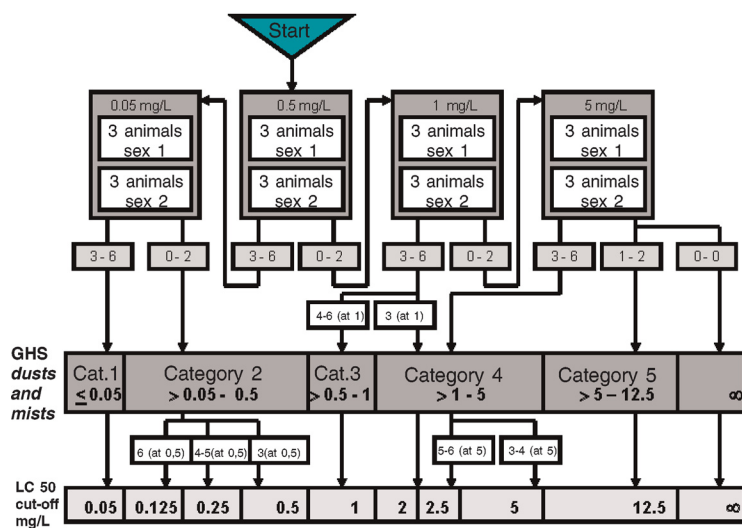 Start
0.05 mg/L
0.5 mg/L
1 mg/L
5 mg/L
3 animals
sex 1
3 animals
sex 1
3 animals
sex 1
3 animals
sex 1
3 animals
sex 2
3 animals
sex 2
3 animals
sex 2
3 animals
sex 2
3 - 6
0 - 2
3 - 6
0 - 2
3 - 6
0 - 2
3 - 6
1 - 2
0 - 0
4-6 (at 1)
3 (at 1)
GHS
dusts
and
mists
Cat.1
≤ 0.05
Category 2
> 0.05 - 0.5
Cat.3
> 0.5 - 1
Category 4
> 1 - 5
Category 5
> 5 – 12.5
∞
6 (at 0,5)
4-5(at 0,5)
3(at 0,5)
5-6 (at 5)
3-4 (at 5)
LC 50
cut-off
mg/L
0.05
0.125
0.25
0.5
1
2
2.5
5
12.5
∞